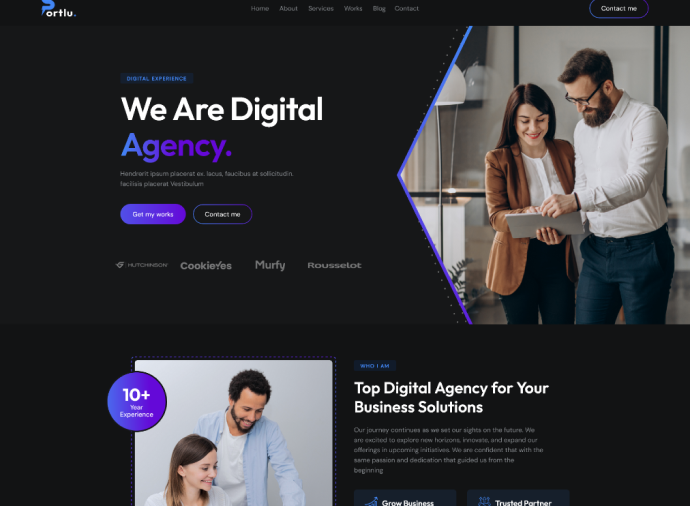 Portlu.
Home About Services Works Blog Contact
Contact me
DIGITAL EXPERIENCE
We Are Digital
Agency.
Hendrerit ipsum placerat ex. lacus, faucibus at sollicitudin.
facilisis placerat Vestibulum
Get my works
Contact me
HUTCHINSON CookieYes Murfy Rousselot
WHO I AM
10+
Year
Experience
Top Digital Agency for Your
Business Solutions
Our journey continues as we set our sights on the future. We
are excited to explore new horizons, innovate, and expand our
offerings in upcoming initiatives. We are confident that with the
same passion and dedication that guided us from the
beginning
Grow Business
Trusted Partner